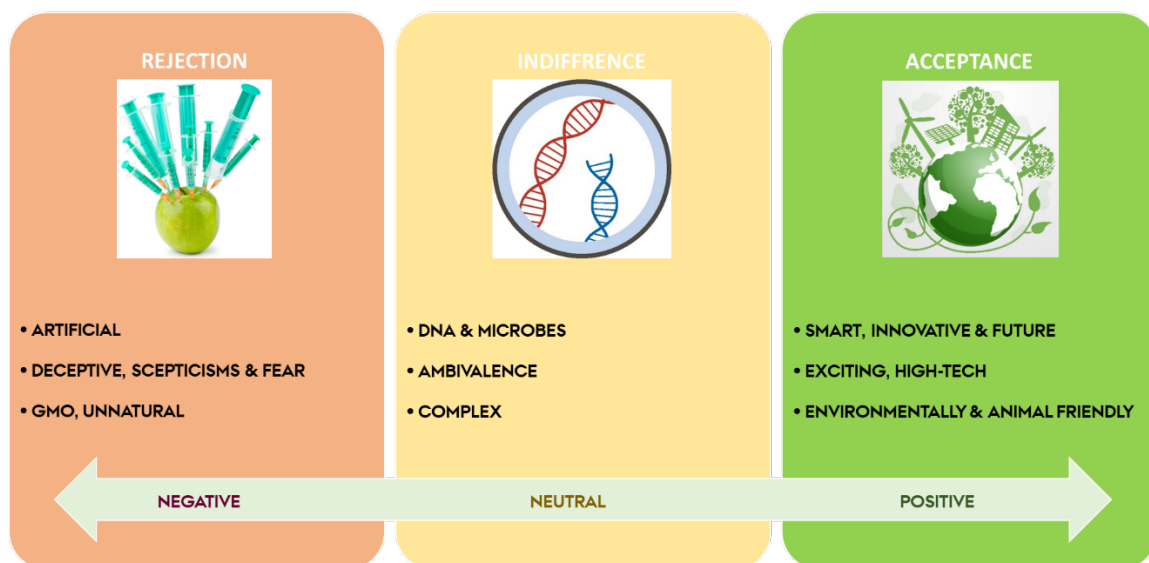 REJECTION
• ARTIFICIAL
• DECEPTIVE, SCEPTICISMS & FEAR
• GMO, UNNATURAL
INDIFFRENCE
• DNA & MICROBES
• AMBIVALENCE
• COMPLEX
ACCEPTANCE
• SMART, INNOVATIVE & FUTURE
• EXCITING, HIGH-TECH
• ENVIRONMENTALLY & ANIMAL FRIENDLY
NEGATIVE
NEUTRAL
POSITIVE